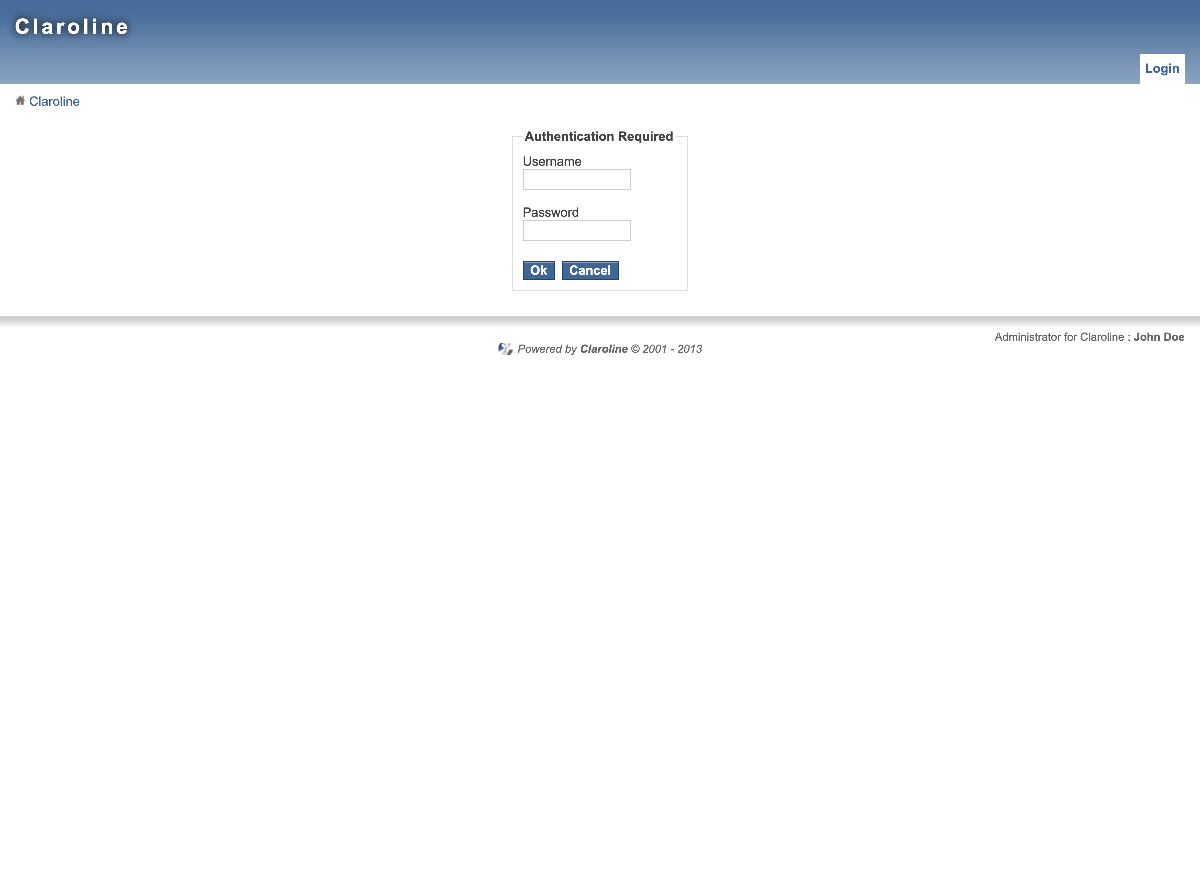 Claroline
Login
Claroline
Authentication Required
Username
Password
Ok Cancel
Administrator for Claroline : John Doe
Powered by Claroline © 2001 - 2013